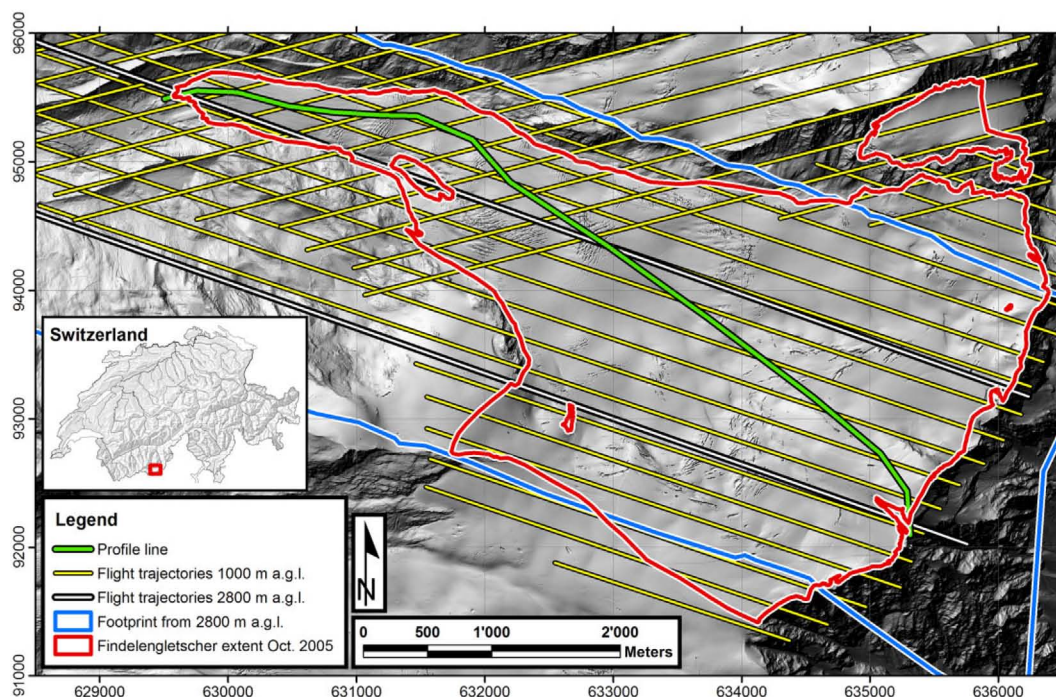 96000
95000
94000
93000
92000
91000
Switzerland
Legend
Profile line
Flight trajectories 1000 m a.g.l.
Flight trajectories 2800 m a.g.l.
Footprint from 2800 m a.g.l.
Findelengletscher extent Oct. 2005
N
0 500 1'000 2'000
Meters
629000 630000 631000 632000 633000 634000 635000 636000